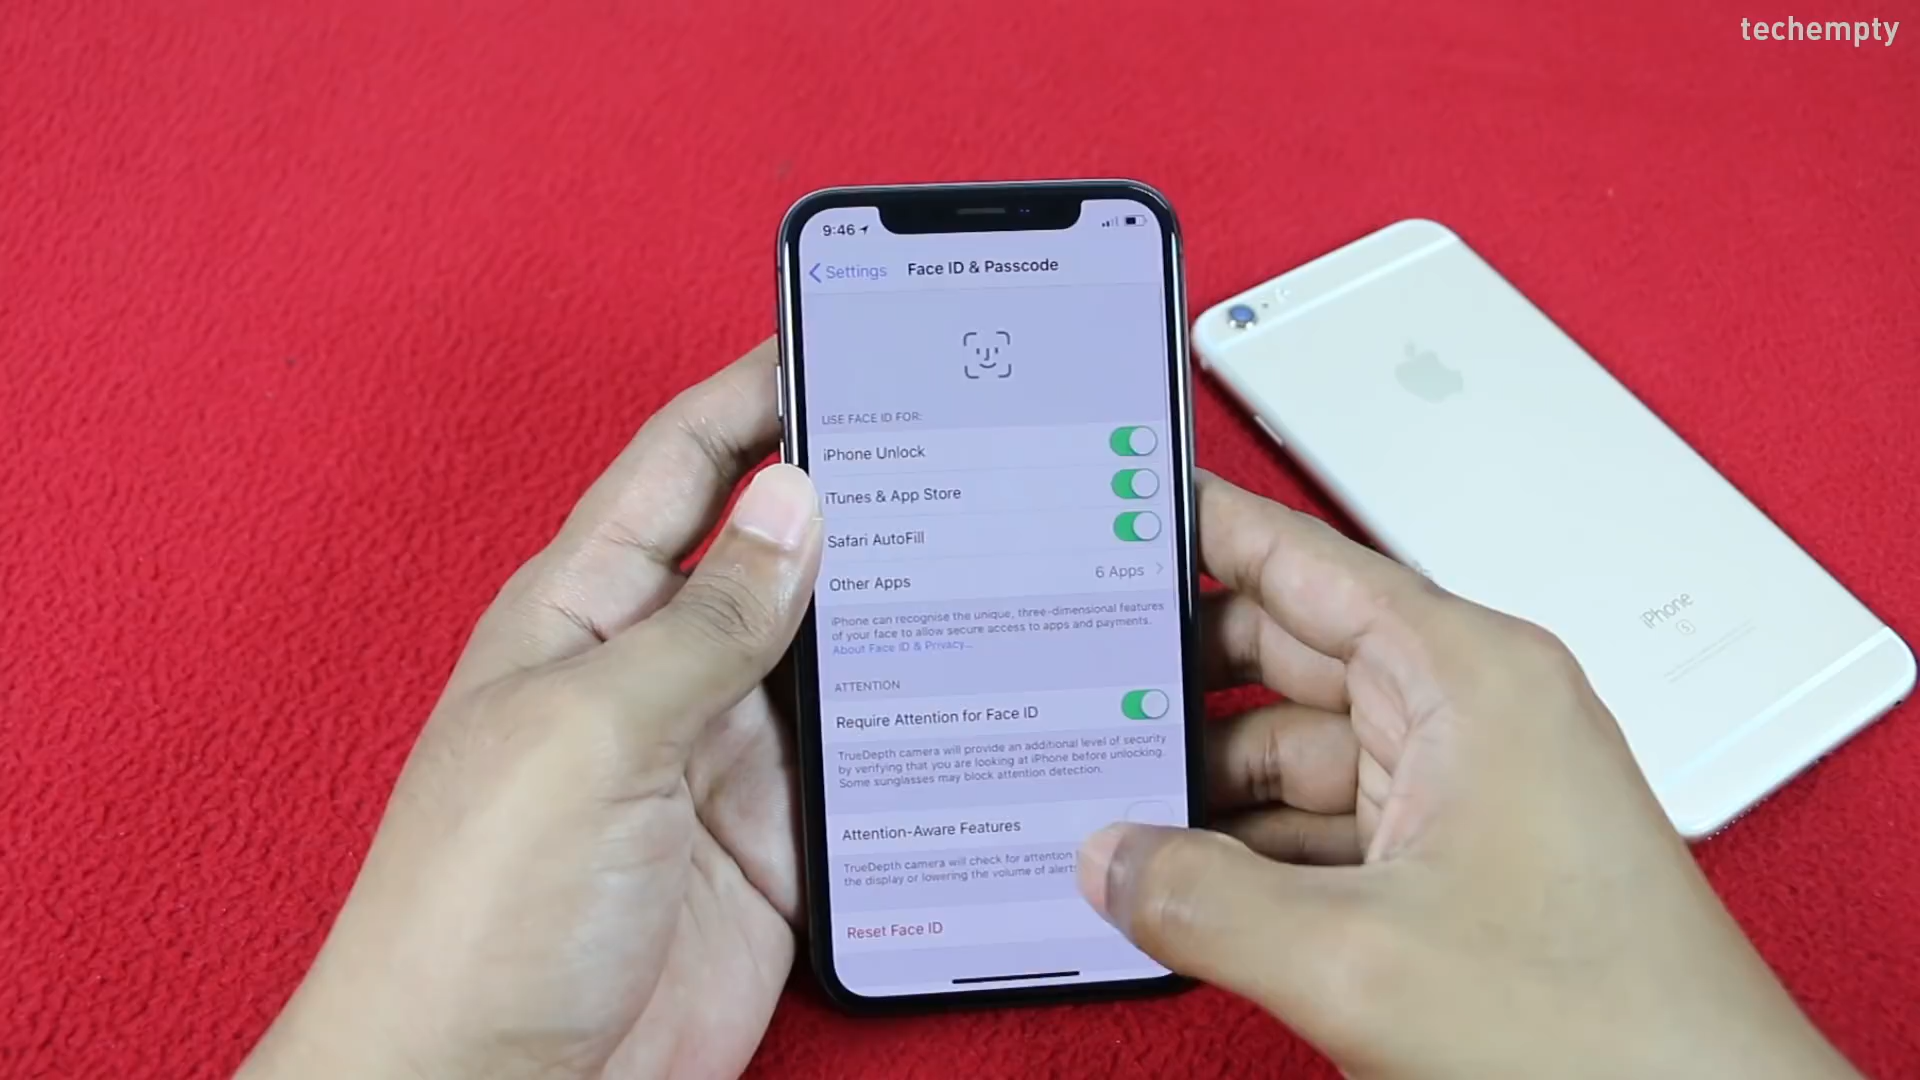 techempty
9:46
Settings
Face ID & Passcode
USE FACE ID FOR:
iPhone Unlock
iTunes & App Store
Safari AutoFill
Other Apps
6 Apps
iPhone can recognise the unique, three-dimensional features
of your face to allow secure access to apps and payments.
About Face ID & Privacy...
ATTENTION
Require Attention for Face ID
TrueDepth camera will provide an additional level of security
by verifying that you are looking at iPhone before unlocking.
Some sunglasses may block attention detection.
Attention-Aware Features
TrueDepth camera will check for attention
the display or lowering the volume of alerts
Reset Face ID
iPhone
S